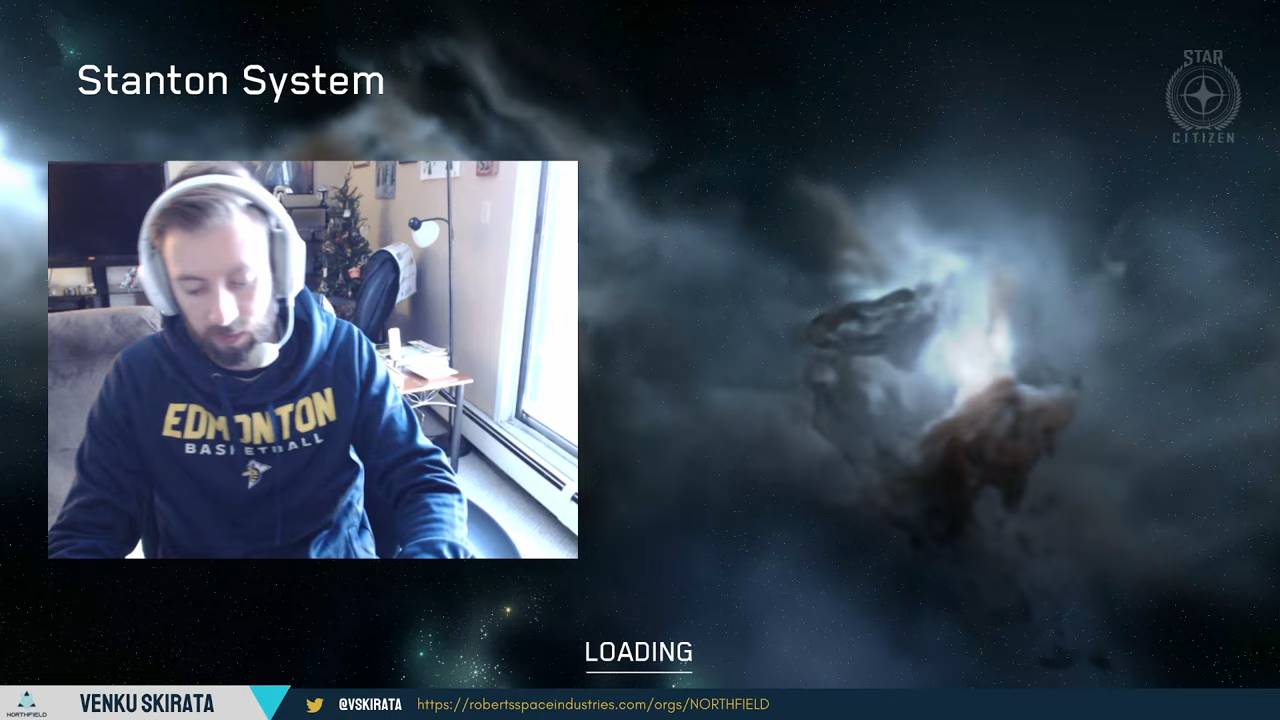 Stanton System
STAR
CITIZEN
EDMONTON
BASKETBALL
LOADING
NORTHFIELD
VENKU SKIRATA
@VSKIRATA
https://robertsspaceindustries.com/orgs/NORTHFIELD